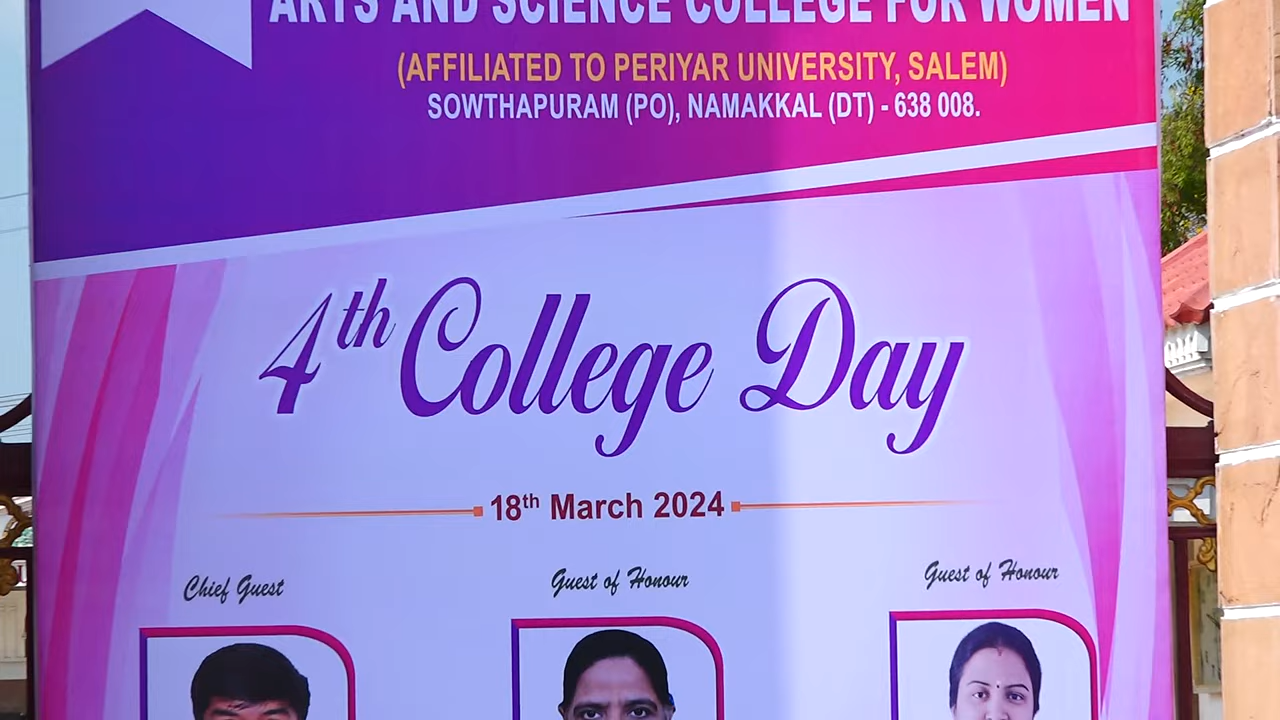 ARTS AND SCIENCE COLLEGE FOR WOMEN
(AFFILIATED TO PERIYAR UNIVERSITY, SALEM)
SOWTHAPURAM (PO), NAMAKKAL (DT) - 638 008.
4th College Day
18th March 2024
Chief Guest
Guest of Honour
Guest of Honour